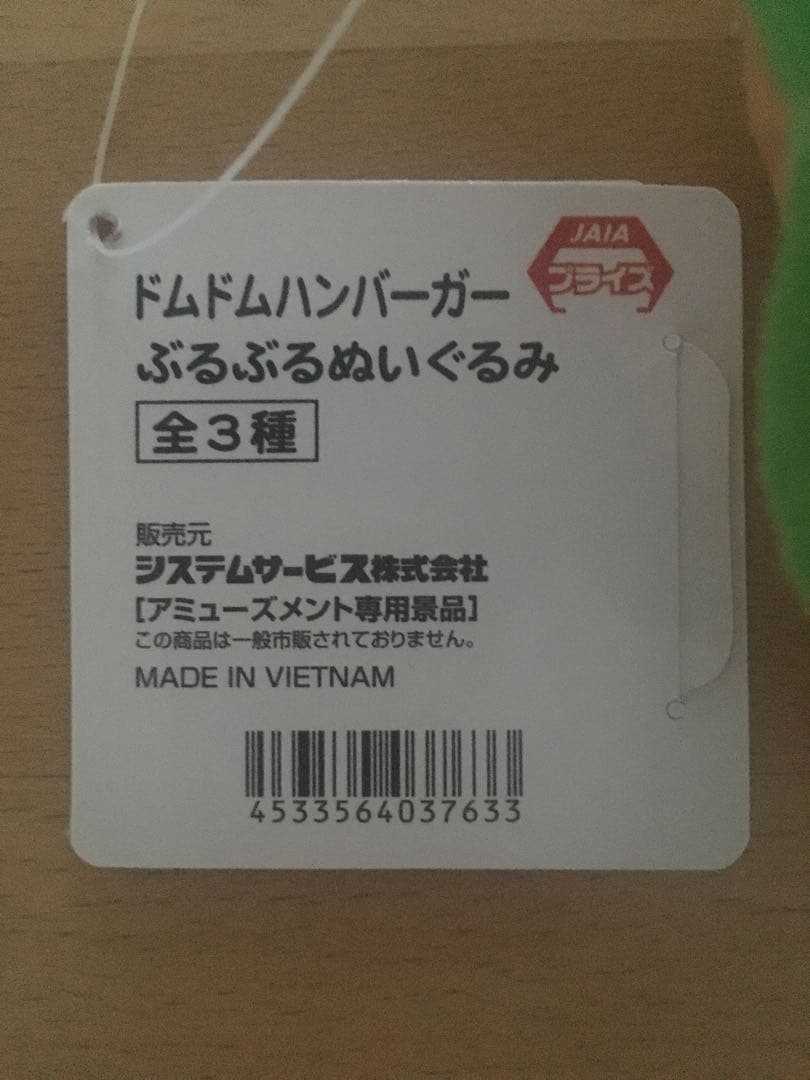 JAIA
プライズ
ドムドムハンバーガー
ぶるぶるぬいぐるみ
全3種
販売元
システムサービス株式会社
[アミューズメント専用景品]
この商品は一般市販されておりません。
MADE IN VIETNAM
4533564037633